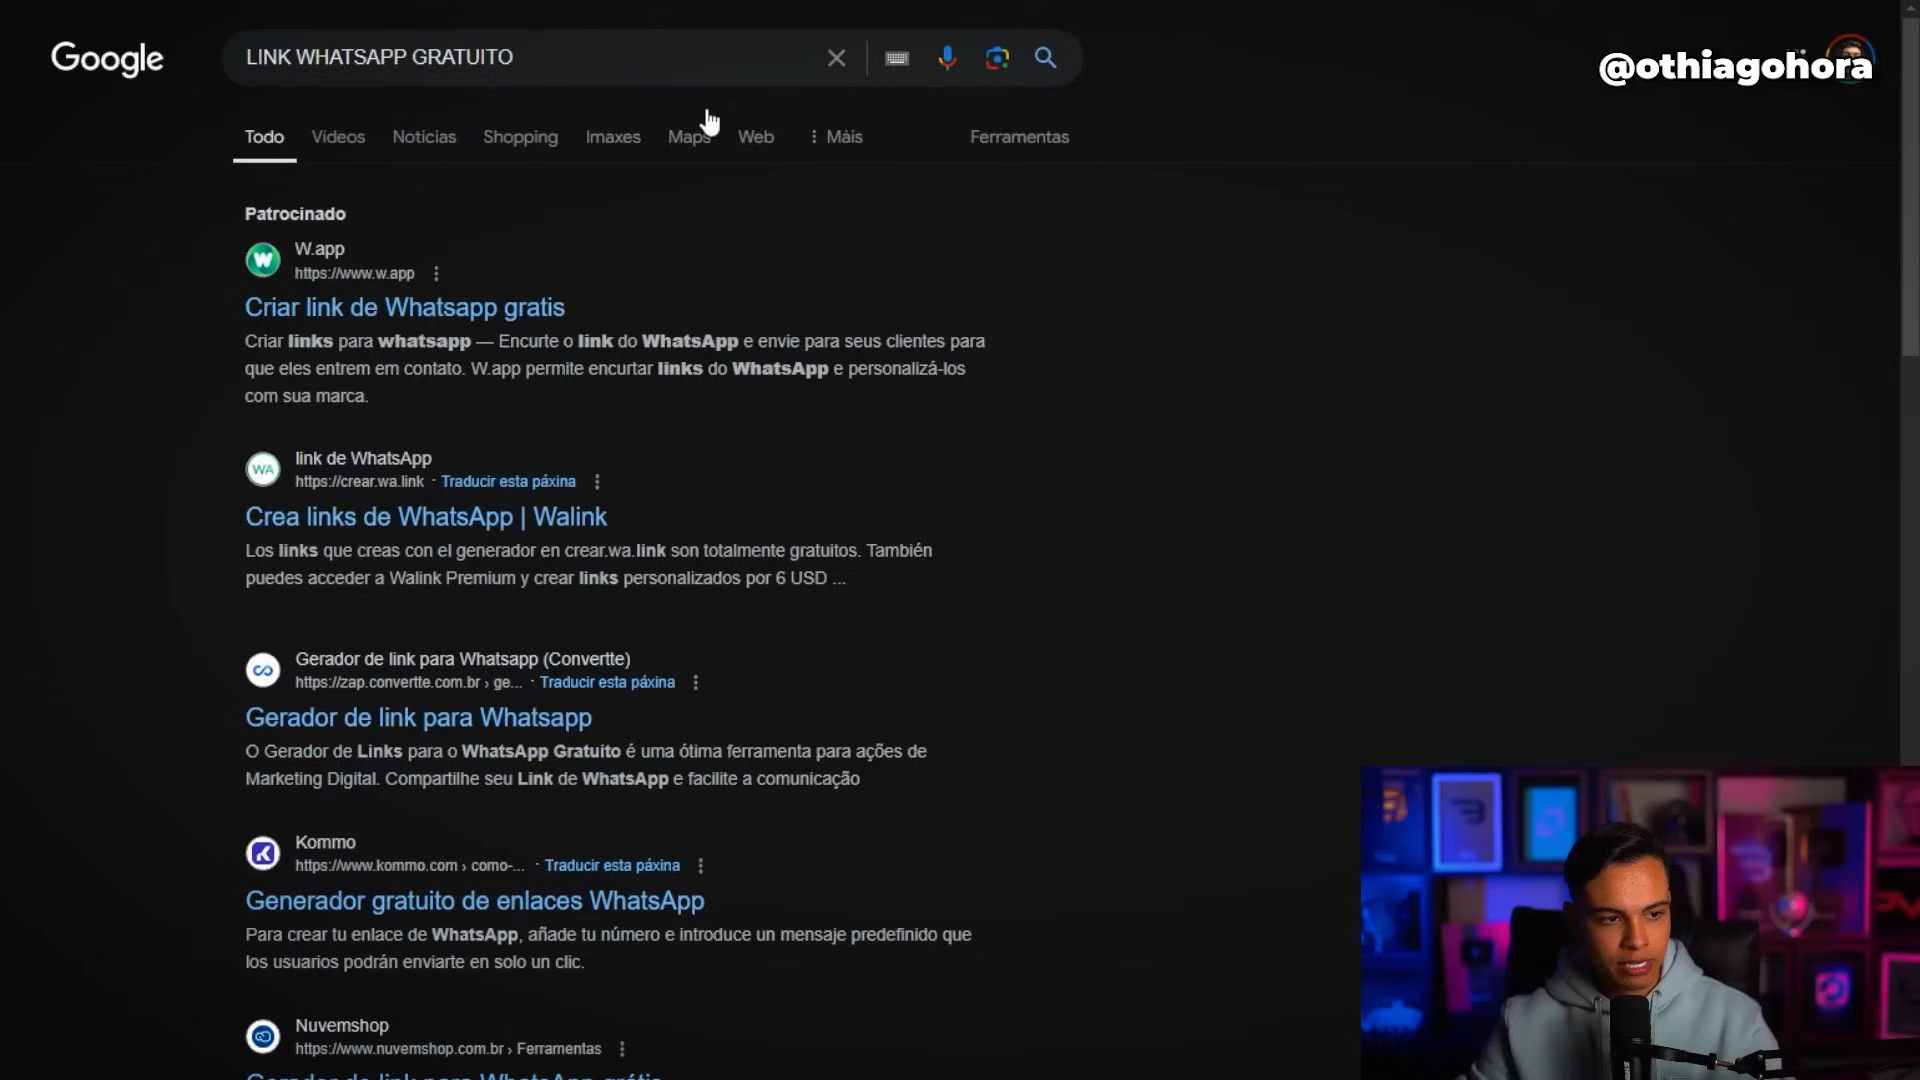 Google
LINK WHATSAPP GRATUITO
@othiagohora
Todo
Videos
Noticias
Shopping
Imaxes
Maps
Web
Máis
Ferramentas
Patrocinado
W
W.app
https://www.w.app
Criar link de Whatsapp gratis
Criar links para whatsapp — Encurte o link do WhatsApp e envie para seus clientes para
que eles entrem em contato. W.app permite encurtar links do WhatsApp e personalizá-los
com sua marca.
WA
link de WhatsApp
https://crear.wa.link · Traducir esta páxina
Crea links de WhatsApp | Walink
Los links que creas con el generador en crear.wa.link son totalmente gratuitos. También
puedes acceder a Walink Premium y crear links personalizados por 6 USD ...
Gerador de link para Whatsapp (Convertte)
https://zap.convertte.com.br › ge... · Traducir esta páxina
Gerador de link para Whatsapp
O Gerador de Links para o WhatsApp Gratuito é uma ótima ferramenta para ações de
Marketing Digital. Compartilhe seu Link de WhatsApp e facilite a comunicação
Kommo
https://www.kommo.com › como-... · Traducir esta páxina
Generador gratuito de enlaces WhatsApp
Para crear tu enlace de WhatsApp, añade tu número e introduce un mensaje predefinido que
los usuarios podrán enviarte en solo un clic.
Nuvemshop
https://www.nuvemshop.com.br › Ferramentas
Gerador de link para WhatsApp grátis